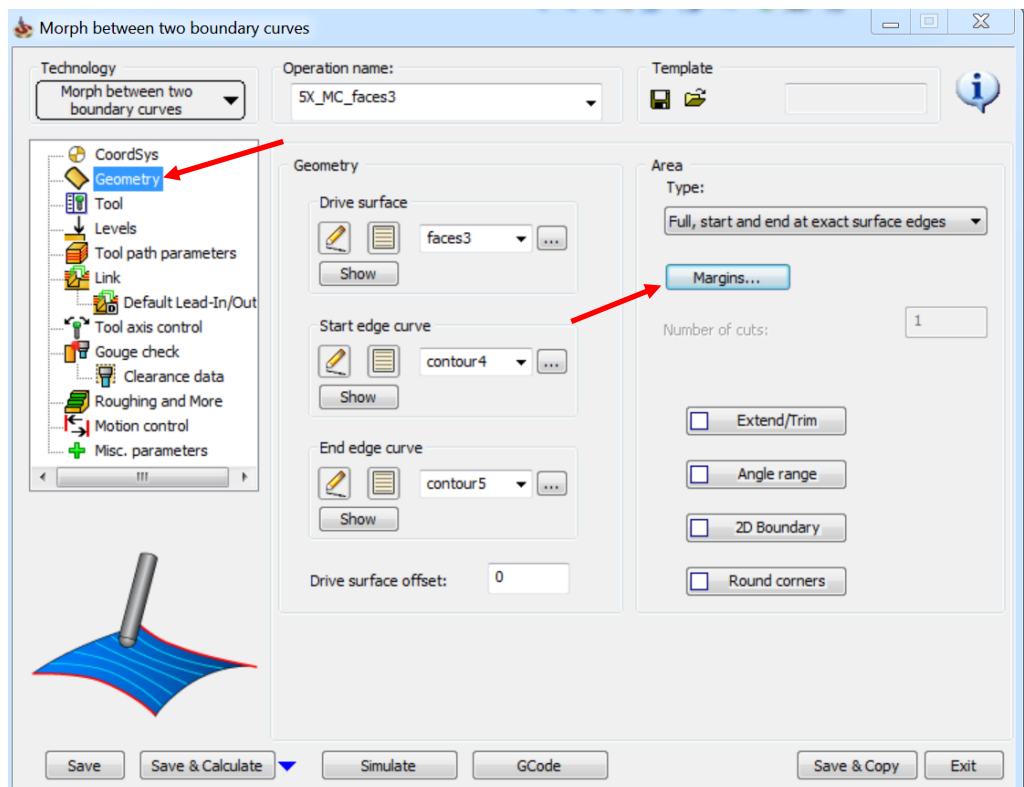 Morph between two boundary curves
Technology
Morph between two
boundary curves
Operation name:
5X_MC_faces3
Template
CoordSys
Geometry
Tool
Levels
Tool path parameters
Link
Default Lead-In/Out
Tool axis control
Gouge check
Clearance data
Roughing and More
Motion control
Misc. parameters
Geometry
Drive surface
faces3
...
Show
Start edge curve
contour4
...
Show
End edge curve
contour5
...
Show
Drive surface offset:
0
Area
Type:
Full, start and end at exact surface edges
Margins...
Number of cuts:
1
Extend/Trim
Angle range
2D Boundary
Round corners
Save
Save & Calculate
Simulate
GCode
Save & Copy
Exit